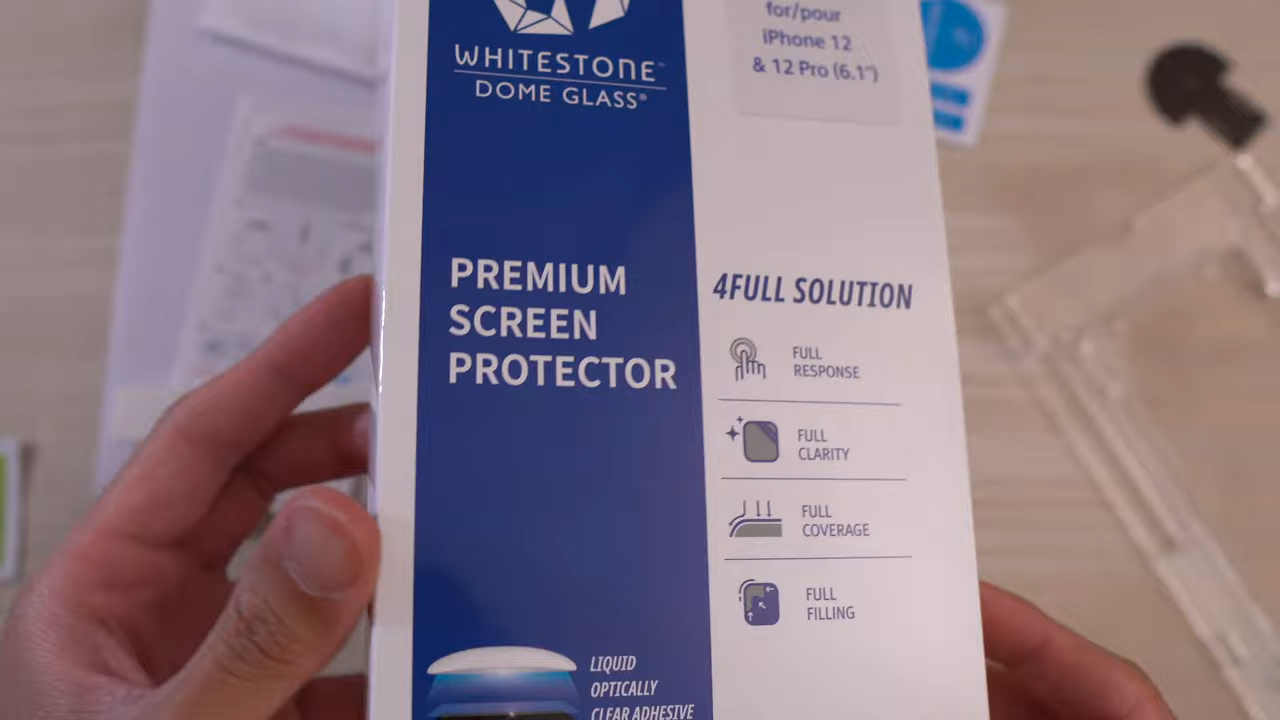 WHITESTONE™
DOME GLASS®
for/pour
iPhone 12
& 12 Pro (6.1")
PREMIUM
SCREEN
PROTECTOR
4FULL SOLUTION
FULL
RESPONSE
FULL
CLARITY
FULL
COVERAGE
FULL
FILLING
LIQUID
OPTICALLY
CLEAR ADHESIVE